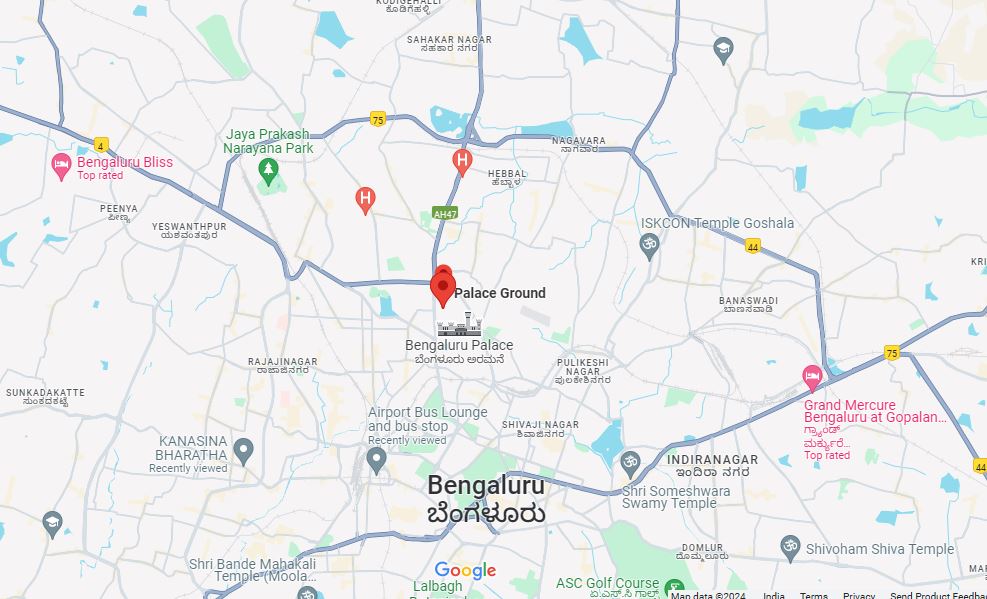 KODIGEHALLI
ಕೊಡಿಗೆಹಳ್ಳಿ
SAHAKAR NAGAR
ಸಹಕಾರ ನಗರ
75
4
Jaya Prakash
Narayana Park
NAGAVARA
ನಾಗವಾರ
Bengaluru Bliss
Top rated
H
HEBBAL
ಹೆಬ್ಬಾಳ
H
PEENYA
ಪೀಣ್ಯ
AH47
YESWANTHPUR
ಯಶವಂತಪುರ
ISKCON Temple Goshala
44
KRI
Palace Ground
BANASWADI
ಬಾಣಸವಾಡಿ
Bengaluru Palace
ಬೆಂಗಳೂರು ಅರಮನೆ
75
RAJAJINAGAR
ರಾಜಾಜಿನಗರ
PULIKESHI
NAGAR
ಪುಲಕೇಶಿನಗರ
SUNKADAKATTE
ಸುಂಕದಕಟ್ಟೆ
Grand Mercure
Bengaluru at Gopalan...
ಗ್ರ್ಯಾಂಡ್
ಮರ್ಕ್ಯುರೆ...
Top rated
Airport Bus Lounge
and bus stop
Recently viewed
SHIVAJI NAGAR
ಶಿವಾಜಿನಗರ
KANASINA
BHARATHA
Recently viewed
INDIRANAGAR
ಇಂದಿರಾ ನಗರ
44
Bengaluru
ಬೆಂಗಳೂರು
Shri Someshwara
Swamy Temple
DOMLUR
ದೊಮ್ಮಲೂರು
Shivoham Shiva Temple
Shri Bande Mahakali
Temple (Moola...
Google
Lalbagh
ASC Golf Course
ಏ.ಎಸ್.ಸಿ ಗಾಲ್ಫ್
Map data ©2024 India Terms Privacy Send Product Feedba